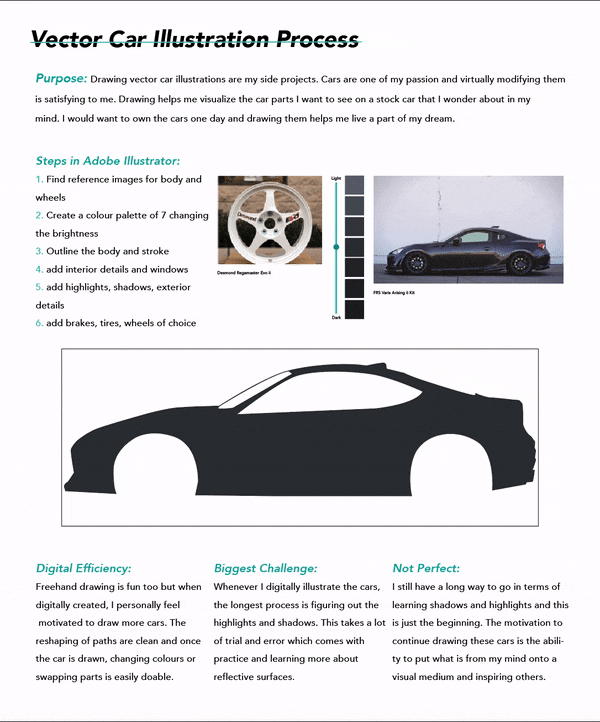 Vector Car Illustration Process
Purpose: Drawing vector car illustrations are my side projects. Cars are one of my passion and virtually modifying them
is satisfying to me. Drawing helps me visualize the car parts I want to see on a stock car that I wonder about in my
mind. I would want to own the cars one day and drawing them helps me live a part of my dream.
Steps in Adobe Illustrator:
1. Find reference images for body and
wheels
2. Create a colour palette of 7 changing
the brightness
3. Outline the body and stroke
4. add interior details and windows
5. add highlights, shadows, exterior
details
6. add brakes, tires, wheels of choice
Desmond
Desmond Regamaster Evo ii
Light
Dark
FRS Varis Arising ii Kit
Digital Efficiency:
Freehand drawing is fun too but when
digitally created, I personally feel
motivated to draw more cars. The
reshaping of paths are clean and once
the car is drawn, changing colours or
swapping parts is easily doable.
Biggest Challenge:
Whenever I digitally illustrate the cars,
the longest process is figuring out the
highlights and shadows. This takes a lot
of trial and error which comes with
practice and learning more about
reflective surfaces.
Not Perfect:
I still have a long way to go in terms of
learning shadows and highlights and this
is just the beginning. The motivation to
continue drawing these cars is the abili-
ty to put what is from my mind onto a
visual medium and inspiring others.